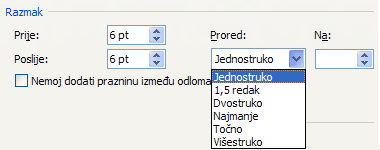 Razmak
Prije: 6 pt Prored: Na:
Poslije: 6 pt Jednostruko
Nemoj dodati prazninu između odloma
Jednostruko
1,5 redak
Dvostruko
Najmanje
Točno
Višestruko